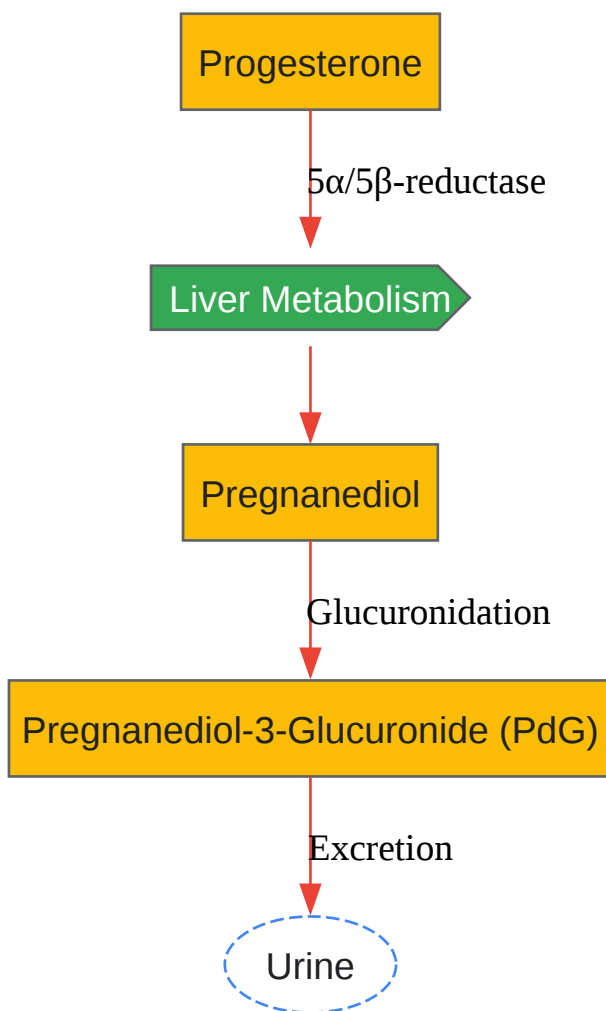 Progesterone
5α/5β-reductase
Liver Metabolism
Pregnanediol
Glucuronidation
Pregnanediol-3-Glucuronide (PdG)
Excretion
Urine